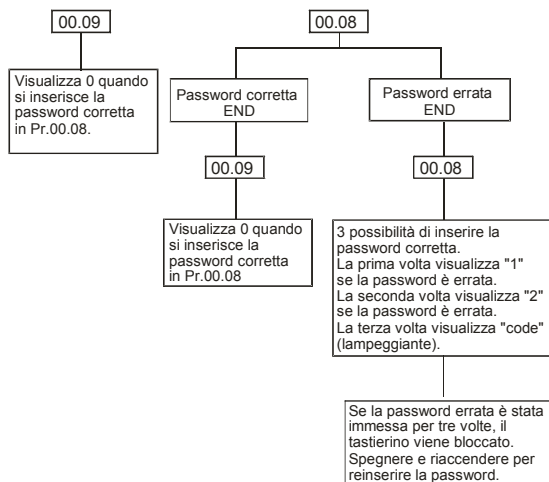 00.09
Visualizza 0 quando
si inserisce la
password corretta
in Pr.00.08.
00.08
Password corretta
END
00.09
Visualizza 0 quando
si inserisce la
password corretta
in Pr.00.08
Password errata
END
00.08
3 possibilità di inserire la
password corretta.
La prima volta visualizza "1"
se la password è errata.
La seconda volta visualizza "2"
se la password è errata.
La terza volta visualizza "code"
(lampeggiante).
Se la password errata è stata
immessa per tre volte, il
tastierino viene bloccato.
Spegnere e riaccendere per
reinserire la password.